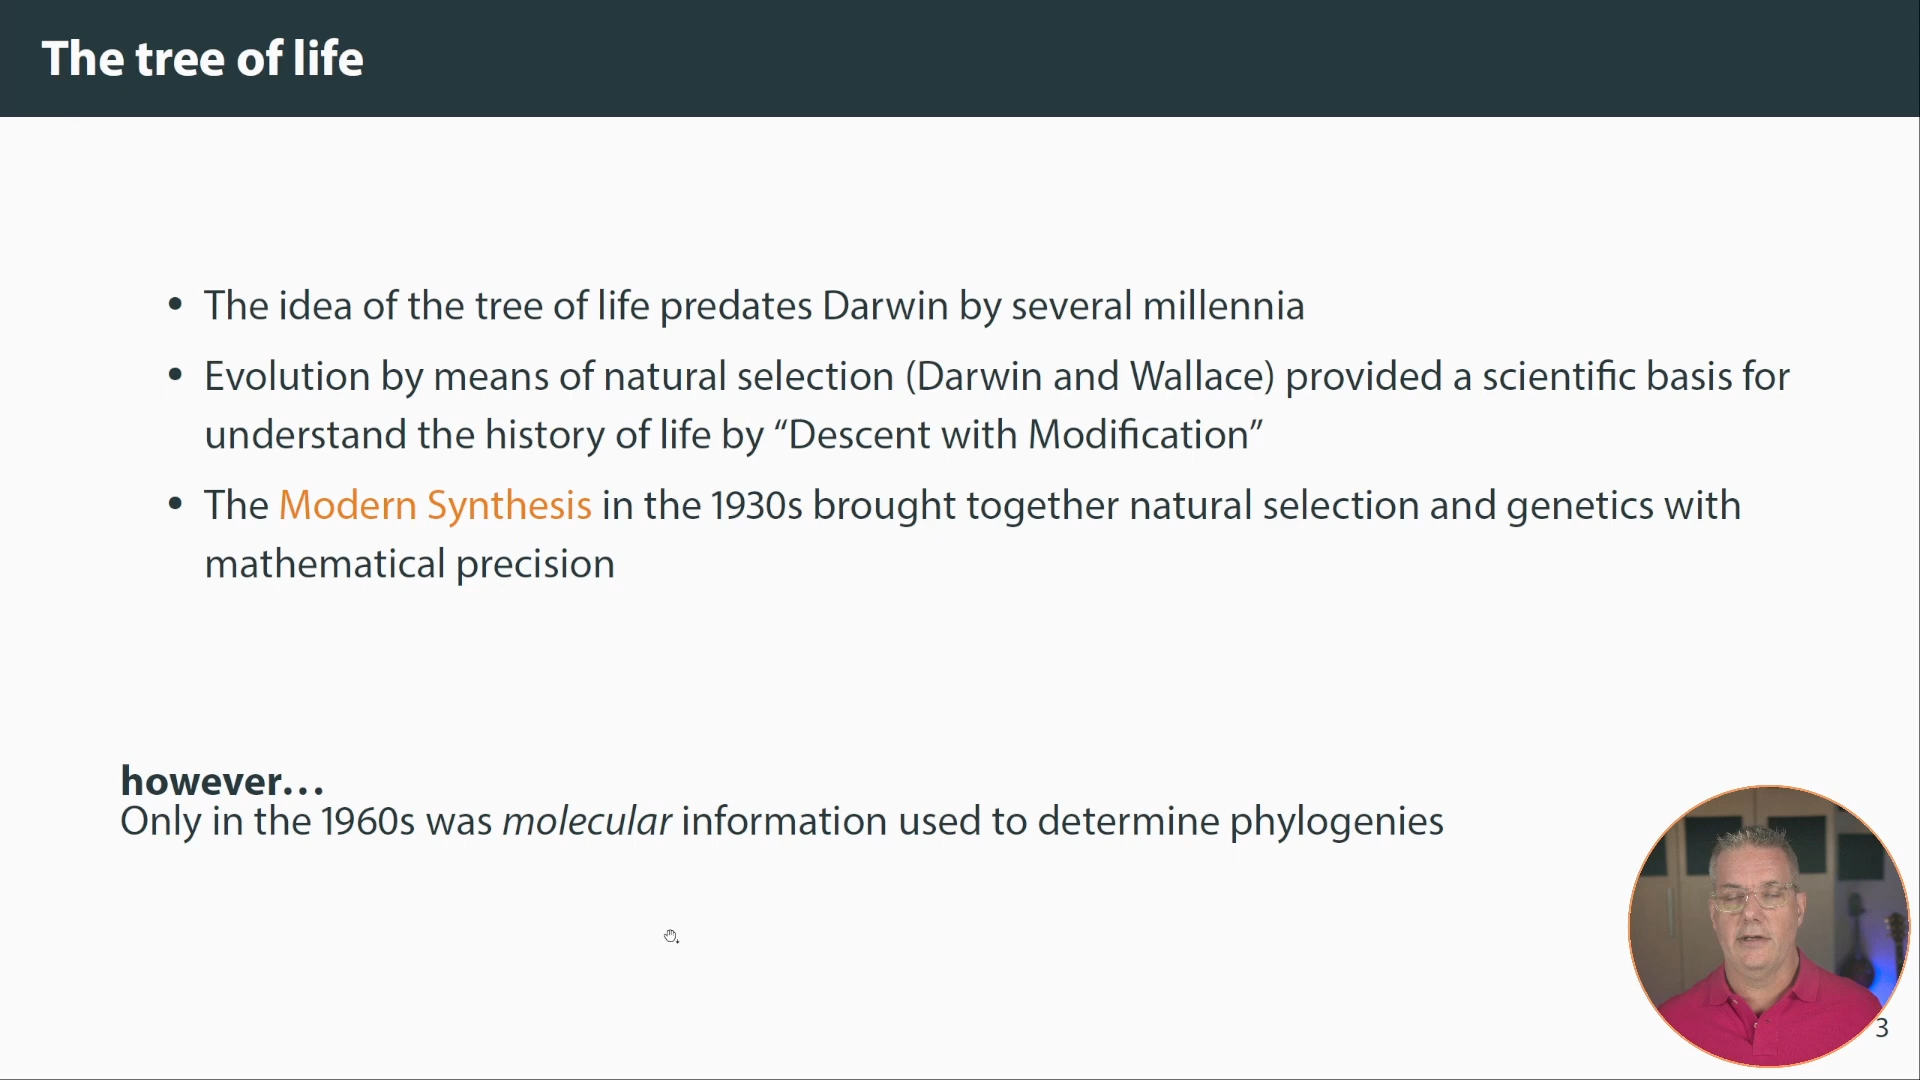 The tree of life
• The idea of the tree of life predates Darwin by several millennia
• Evolution by means of natural selection (Darwin and Wallace) provided a scientific basis for
understand the history of life by “Descent with Modification”
• The Modern Synthesis in the 1930s brought together natural selection and genetics with
mathematical precision
however…
Only in the 1960s was molecular information used to determine phylogenies
3